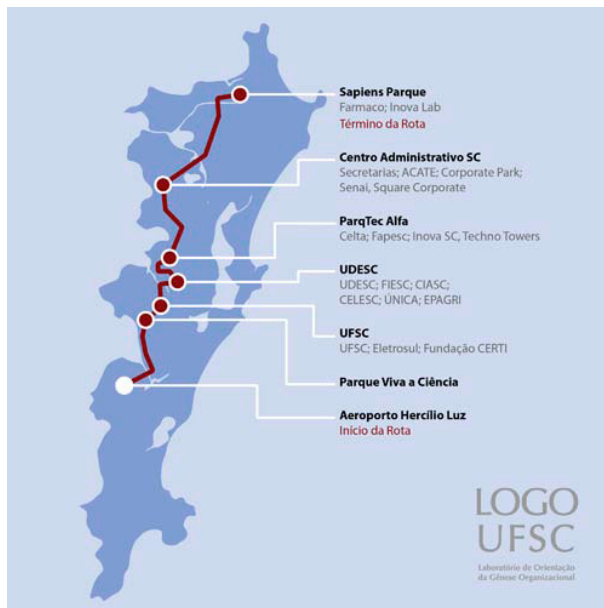 Sapiens Parque
Farmaco; Inova Lab
Término da Rota
Centro Administrativo SC
Secretarias; ACATE; Corporate Park;
Senai, Square Corporate
ParqTec Alfa
Celta; Fapesc; Inova SC, Techno Towers
UDESC
UDESC; FIESC; CIASC;
CELESC; ÚNICA; EPAGRI
UFSC
UFSC; Eletrosul; Fundação CERTI
Parque Viva a Ciência
Aeroporto Hercílio Luz
Início da Rota
LOGO
UFSC
Laboratório de Orientação
da Gênese Organizacional